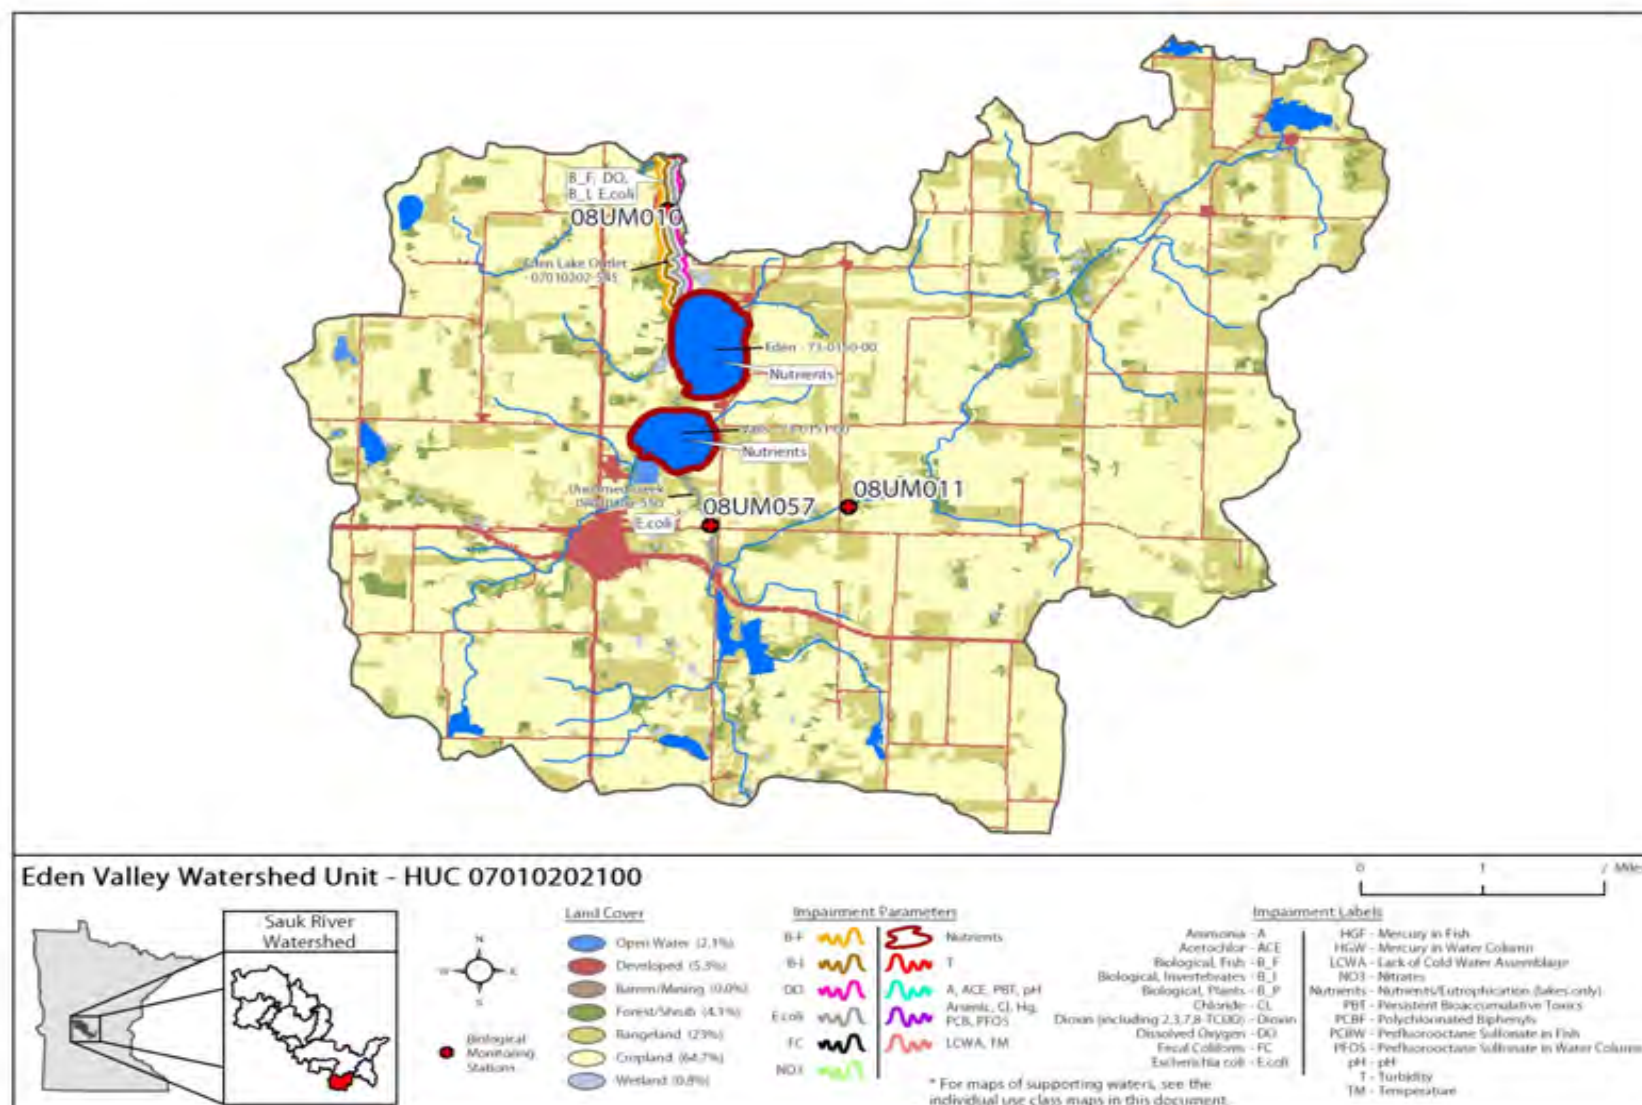 B_F, DO,
B_I, E.coli
08UM010
Eden Lake Outlet -
- 07010202-545
Eden - 73-0150-00
Nutrients
Nutrients
08UM011
08UM057
E.coli
Eden Valley Watershed Unit - HUC 07010202100
0 1 2 Miles
Sauk River
Watershed
N
W
S
Biological
Monitoring
Stations
Land Cover
Open Water (2.1%)
Developed (5.3%)
Barren/Mining (0.0%)
Forest/Shrub (4.1%)
Rangeland (23%)
Cropland (64.7%)
Wetland (0.8%)
Impairment Parameters
B-F
B-I
DO
E.coli
FC
NO3
Nutrients
T
A, ACE, PBT, pH
Arsenic, Cl, Hg,
PCB, PFOS
LCWA, TM
* For maps of supporting waters, see the
individual use class maps in this document.
Impairment Labels
Ammonia - A
Acetochlor - ACE
Biological, Fish - B_F
Biological, Invertebrates - B_I
Biological, Plants - B_P
Chloride - CL
Dioxin (including 2,3,7,8-TCDD) - Dioxin
Dissolved Oxygen - DO
Fecal Coliform - FC
Escherichia coli - E.coli
HGF - Mercury in Fish
HGW - Mercury in Water Column
LCWA - Lack of Cold Water Assemblage
NO3 - Nitrates
Nutrients - Nutrients/Eutrophication (lakes only)
PBT - Persistent Bioaccumulative Toxics
PCBF - Polychlorinated Biphenyls
PCBW - Perfluorooctane Sulfonate in Fish
PFOS - Perfluorooctane Sulfonate in Water Column
pH - pH
T - Turbidity
TM - Temperature